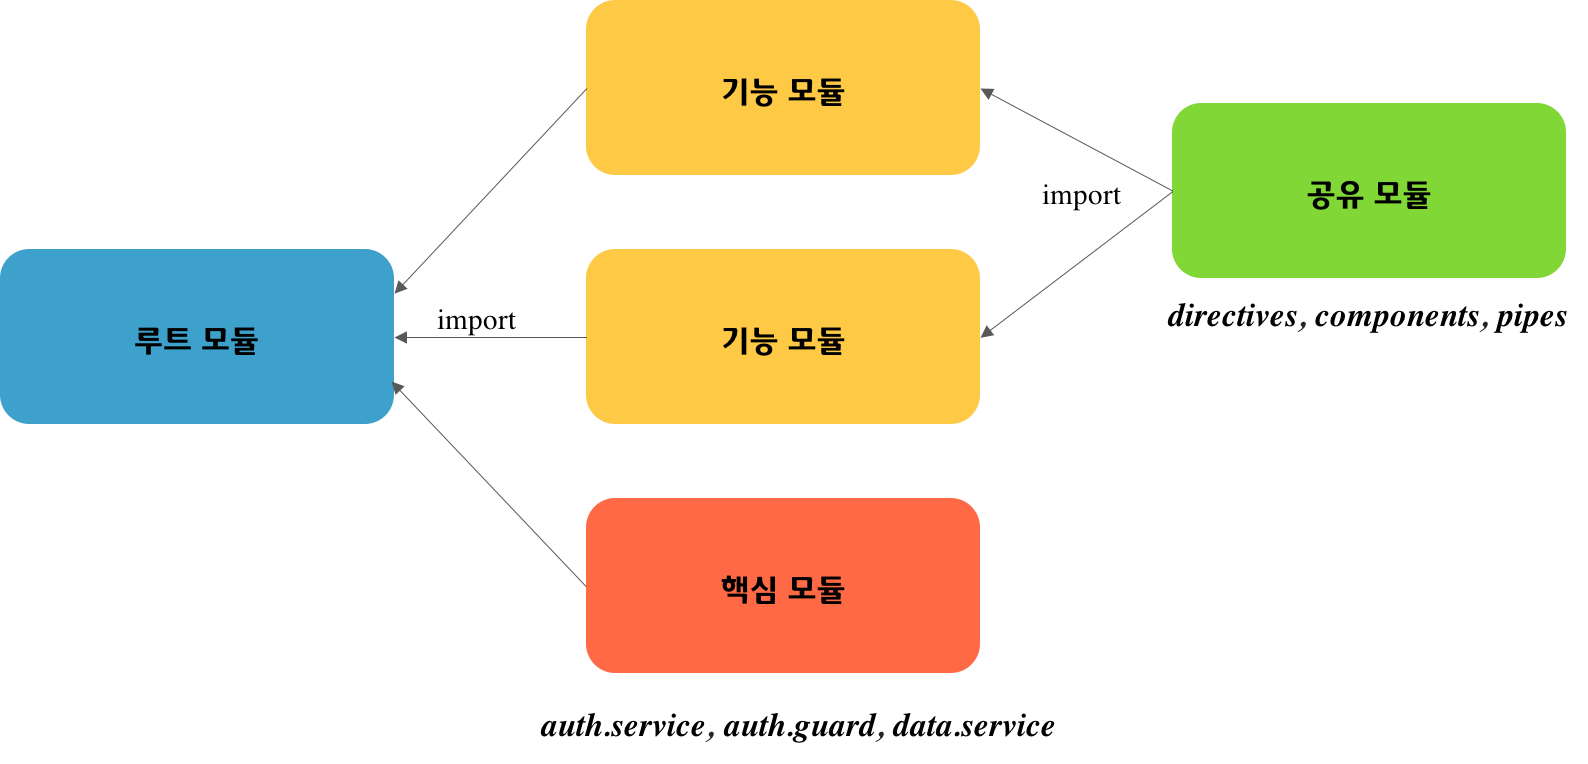 기능 모듈
공유 모듈
import
directives, components, pipes
루트 모듈
import
기능 모듈
핵심 모듈
auth.service, auth.guard, data.service